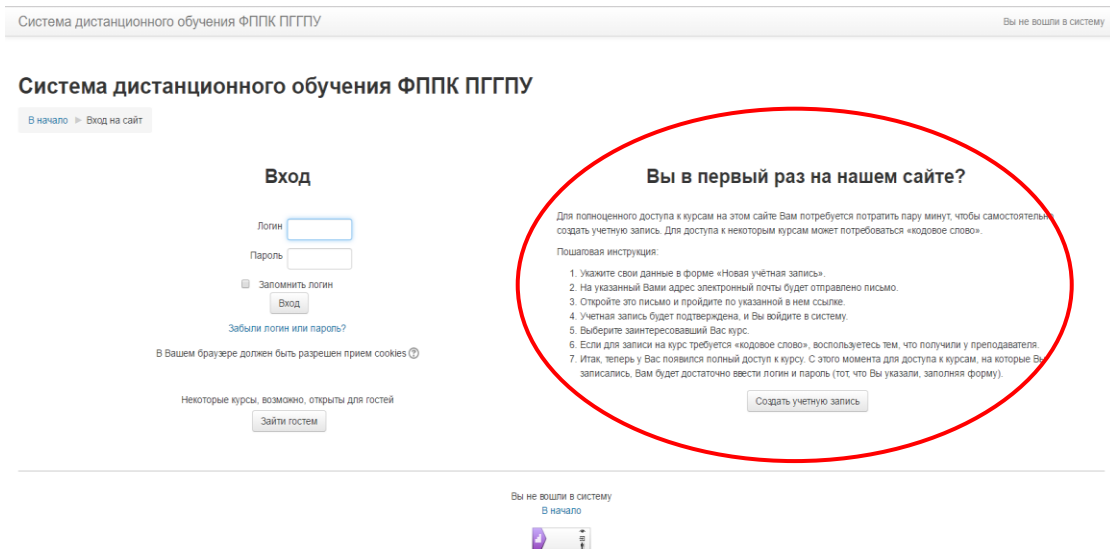 Система дистанционного обучения ФППК ПГГПУ
Вы не вошли в систему
Система дистанционного обучения ФППК ПГГПУ
В начало ► Вход на сайт
Вход
Логин
Пароль
Запомнить логин
Вход
Забыли логин или пароль?
В Вашем браузере должен быть разрешен прием cookies
Некоторые курсы, возможно, открыты для гостей
Зайти гостем
Вы в первый раз на нашем сайте?
Для полноценного доступа к курсам на этом сайте Вам потребуется потратить пару минут, чтобы самостоятельно
создать учетную запись. Для доступа к некоторым курсам может потребоваться «кодовое слово».
Пошаговая инструкция:
1. Укажите свои данные в форме «Новая учётная запись».
2. На указанный Вами адрес электронный почты будет отправлено письмо.
3. Откройте это письмо и пройдите по указанной в нем ссылке.
4. Учетная запись будет подтверждена, и Вы войдите в систему.
5. Выберите заинтересовавший Вас курс.
6. Если для записи на курс требуется «кодовое слово», воспользуетесь тем, что получили у преподавателя.
7. Итак, теперь у Вас появился полный доступ к курсу. С этого момента для доступа к курсам, на которые Вы
записались, Вам будет достаточно ввести логин и пароль (тот, что Вы указали, заполняя форму).
Создать учетную запись
Вы не вошли в систему
В начало